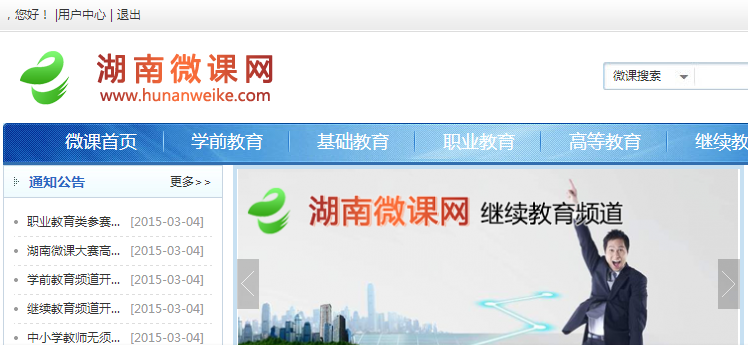 ，您好！ |用户中心 | 退出
湖南微课网
www.hunanweike.com
微课搜索
微课首页 学前教育 基础教育 职业教育 高等教育 继续教
通知公告 更多>>
职业教育类参赛... [2015-03-04]
湖南微课大赛高... [2015-03-04]
学前教育频道开... [2015-03-04]
继续教育频道开... [2015-03-04]
中小学教师无须... [2015-03-04]
湖南微课网 继续教育频道